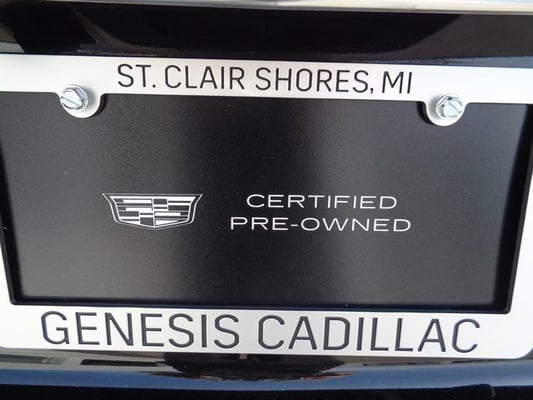 ST. CLAIR SHORES, MI
CERTIFIED
PRE-OWNED
GENESIS CADILLAC